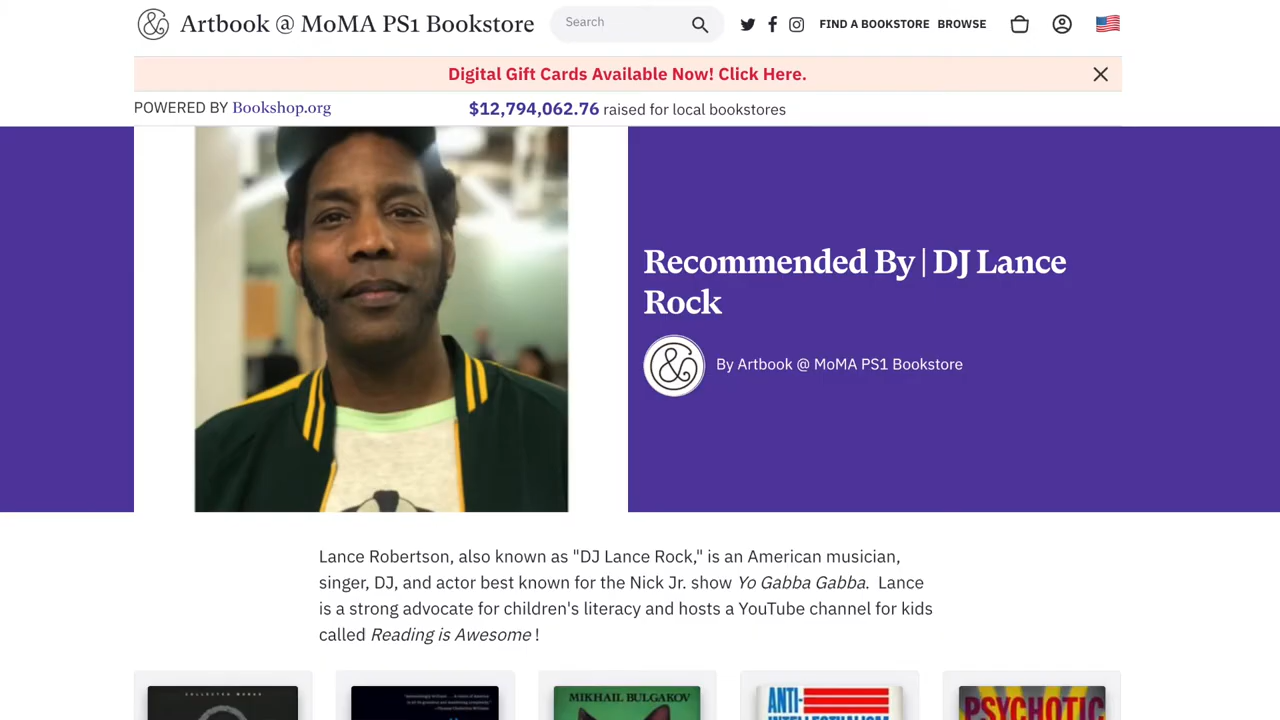 Artbook @ MoMA PS1 Bookstore
Search
FIND A BOOKSTORE
BROWSE
Digital Gift Cards Available Now! Click Here.
POWERED BY Bookshop.org
$12,794,062.76 raised for local bookstores
Recommended By | DJ Lance
Rock
By Artbook @ MoMA PS1 Bookstore
Lance Robertson, also known as "DJ Lance Rock," is an American musician,
singer, DJ, and actor best known for the Nick Jr. show Yo Gabba Gabba.  Lance
is a strong advocate for children's literacy and hosts a YouTube channel for kids
called Reading is Awesome !
COLLECTED WORKS
MIKHAIL BULGAKOV
ANTI-
INTELLECTUALISM
PSYCHOTIC